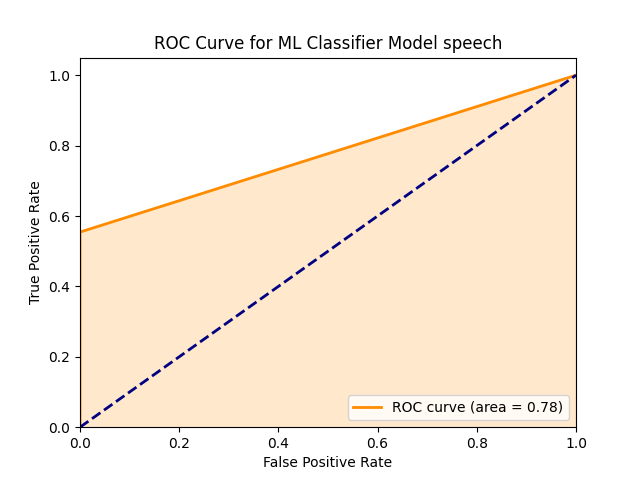 ROC Curve for ML Classifier Model speech
True Positive Rate
1.0
0.8
0.6
0.4
0.2
0.0
ROC curve (area = 0.78)
0.0 0.2 0.4 0.6 0.8 1.0
False Positive Rate